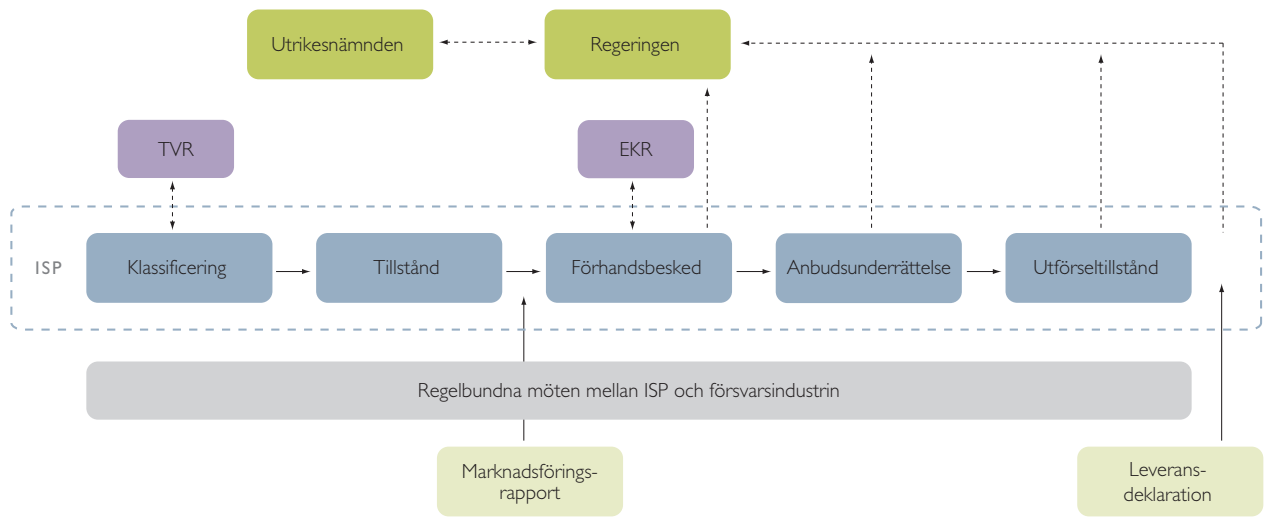 Utrikesnämnden
Regeringen
TVR
EKR
ISP
Klassificering
Tillstånd
Förhandsbesked
Anbudsunderrättelse
Utförseltillstånd
Regelbundna möten mellan ISP och försvarsindustrin
Marknadsförings-
rapport
Leverans-
deklaration